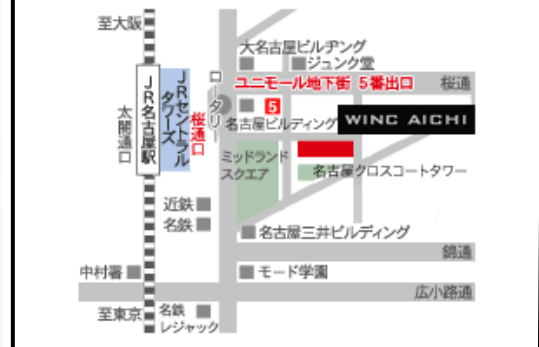 至大阪
大名古屋ビルヂング
ジュンク堂
ユニモール地下街 5番出口
桜通
ロータリー
JR名古屋駅
JRセントラルタワーズ
桜通口
太閤通口
5
名古屋ビルディング
WINC AICHI
ミッドランド
スクエア
名古屋クロスコートタワー
近鉄
名鉄
名古屋三井ビルディング
錦通
中村署
モード学園
広小路通
至東京
名鉄
レジャック